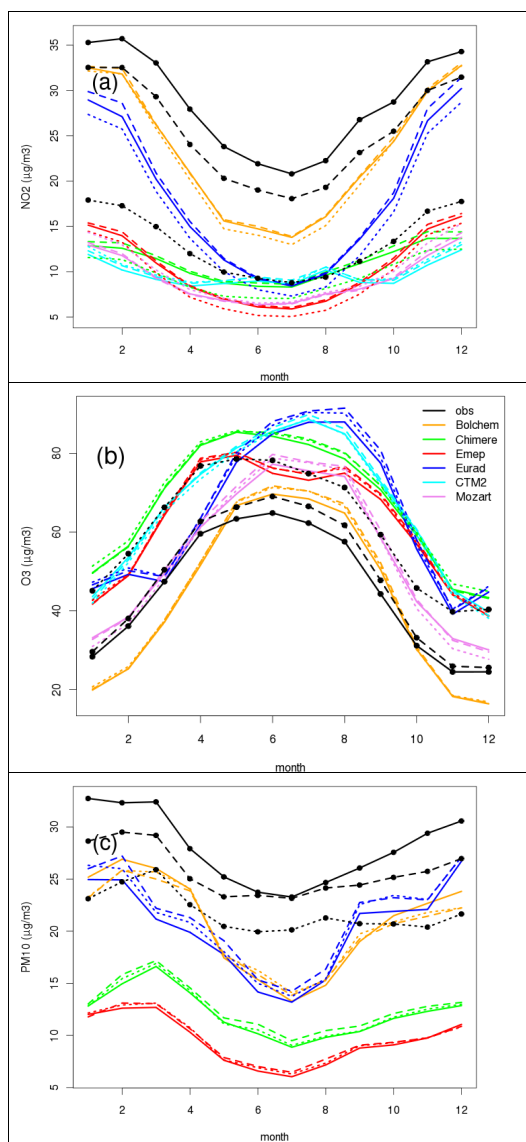 (a)
NO2 (µg/m3)
35
30
25
20
15
10
5
2 4 6 8 10 12
month
(b)
O3 (µg/m3)
80
60
40
20
obs
Bolchem
Chimere
Emep
Eurad
CTM2
Mozart
2 4 6 8 10 12
month
(c)
PM10 (µg/m3)
30
25
20
15
10
5
2 4 6 8 10 12
month